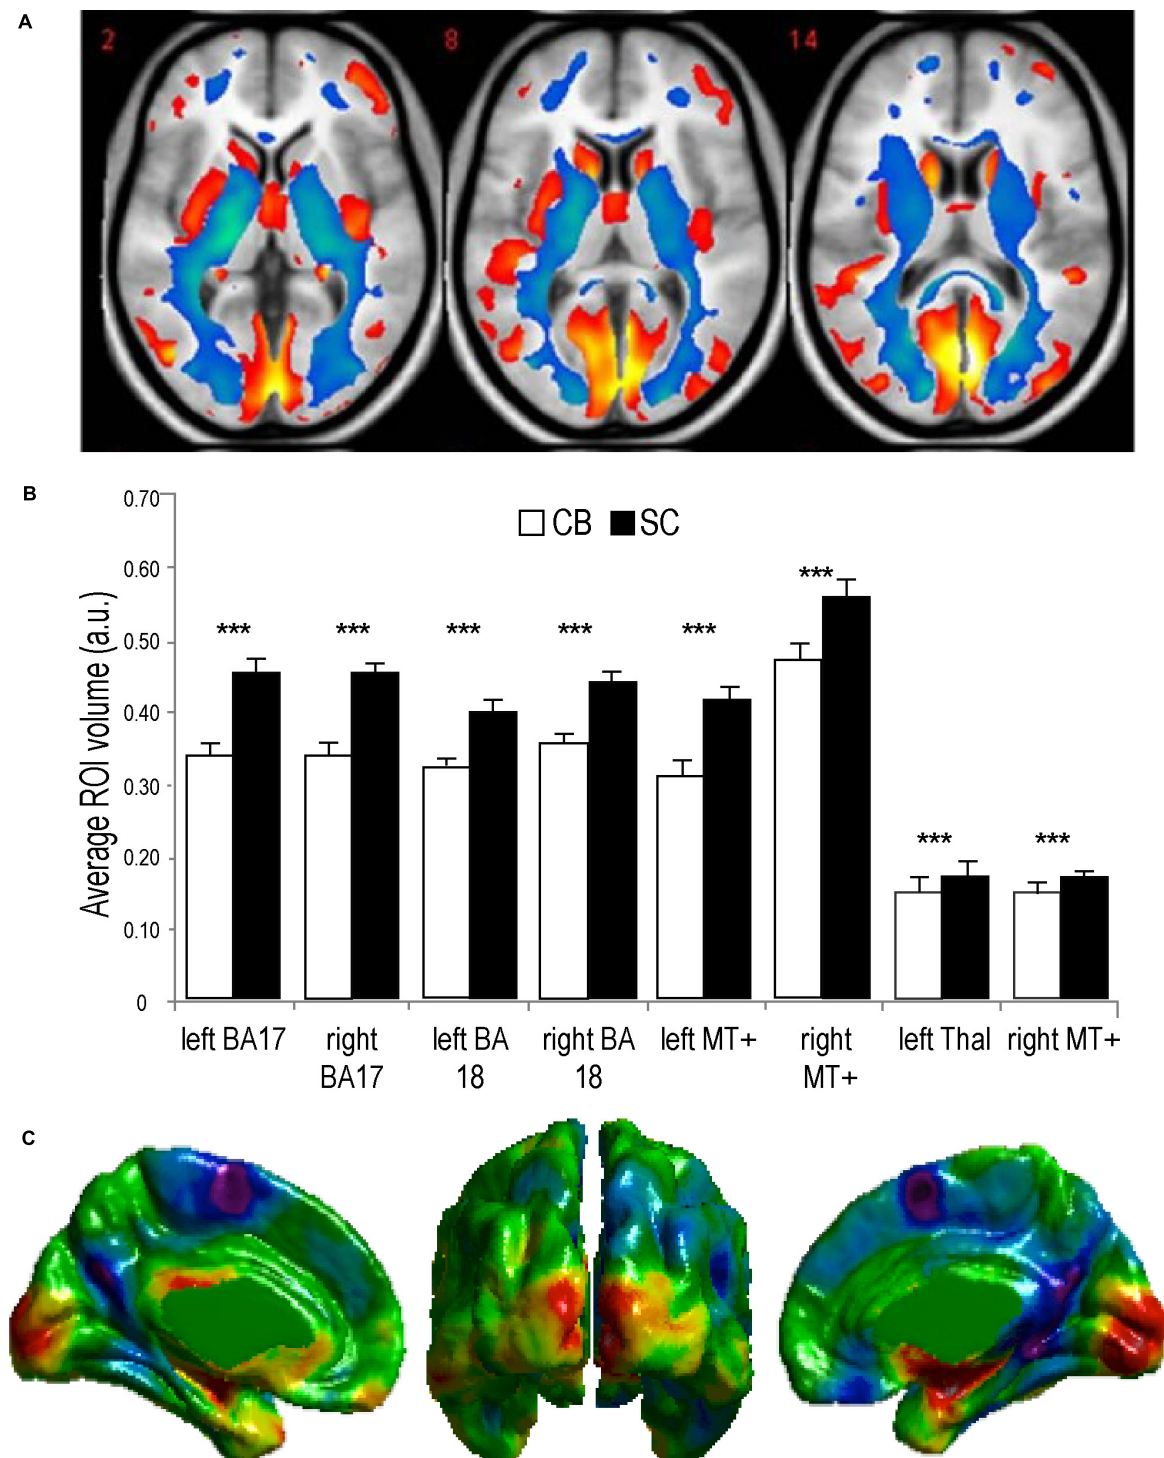 A
2 8 14
B
Average ROI volume (a.u.)
0.70
0.60
0.50
0.40
0.30
0.20
0.10
0
CB SC
*** *** *** *** *** *** *** ***
left BA17 right BA17 left BA 18 right BA 18 left MT+ right MT+ left Thal right MT+
C